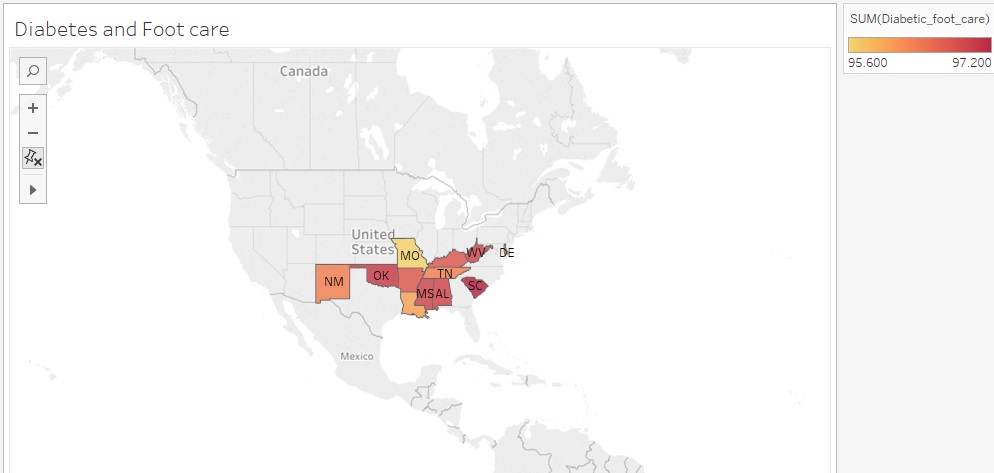 Diabetes and Foot care
SUM(Diabetic_foot_care)
95.600 97.200
Canada
United
States
MO
WV
DE
NM
OK
TN
MS
AL
SC
Mexico